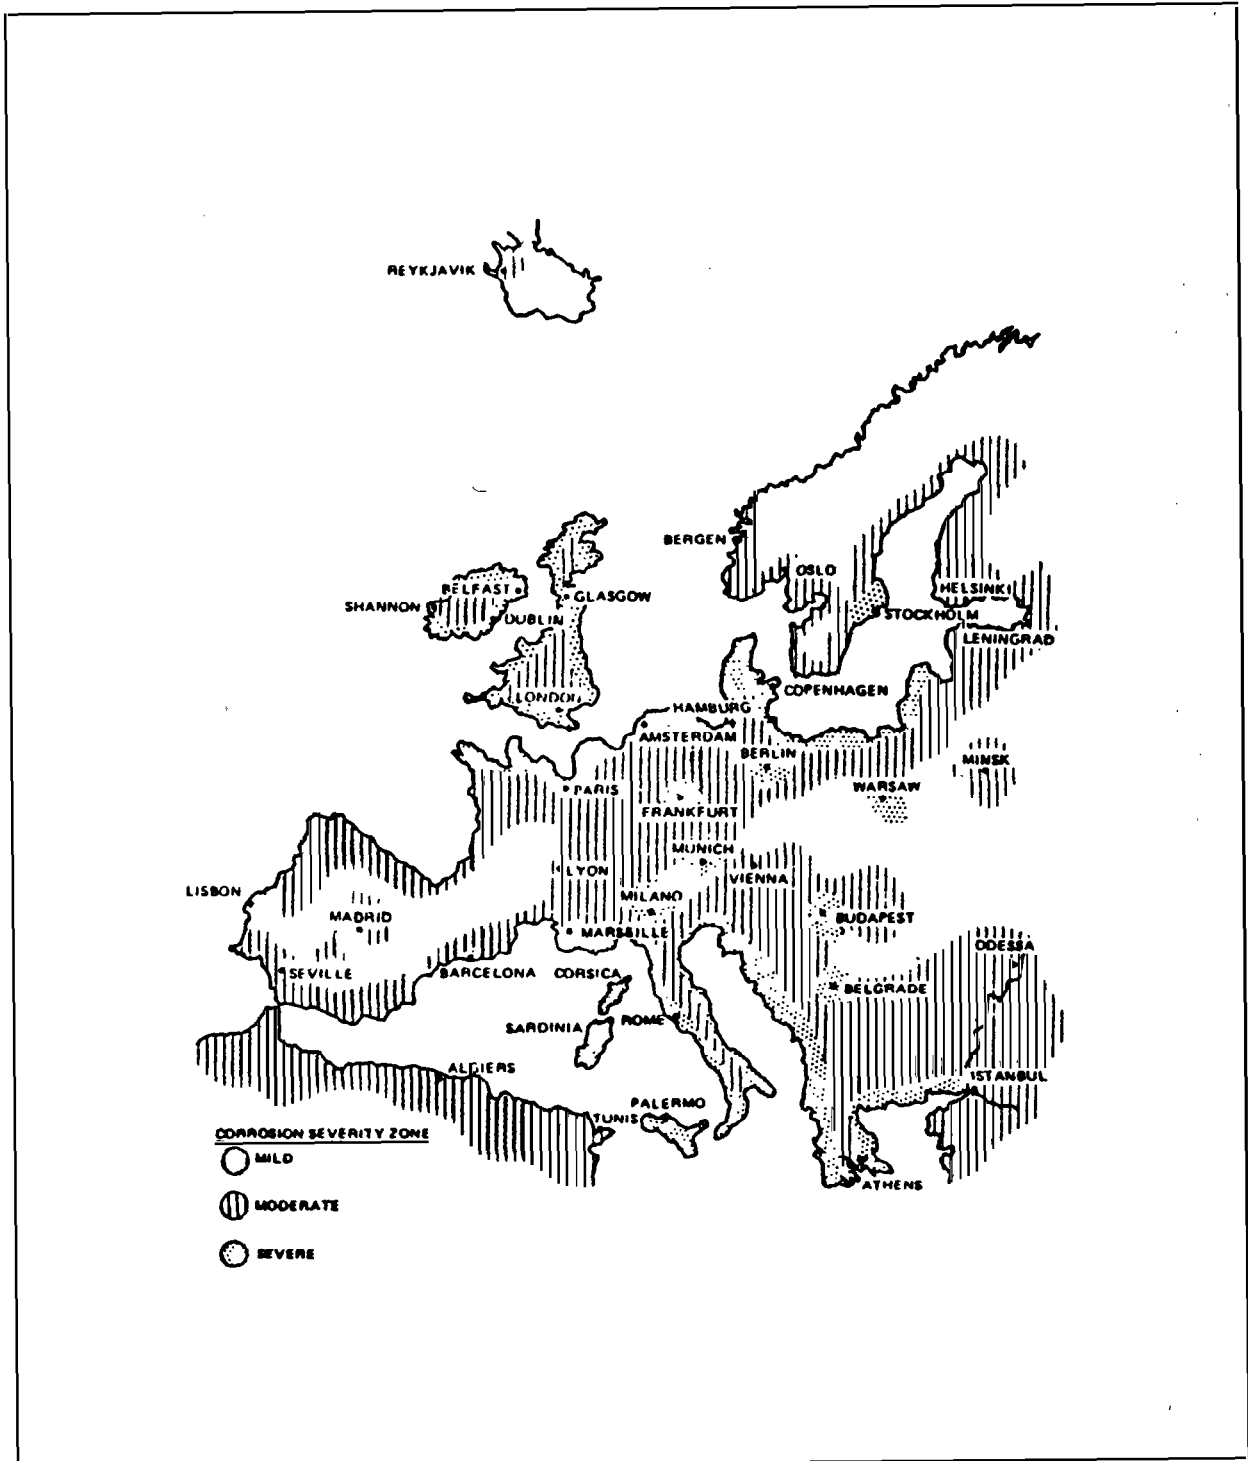 REYKJAVIK
BERGEN
OSLO
BELFAST
GLASGOW
HELSINKI
SHANNON
DUBLIN
STOCKHOLM
LENINGRAD
LONDON
COPENHAGEN
HAMBURG
AMSTERDAM
BERLIN
MINSK
PARIS
WARSAW
FRANKFURT
MUNICH
LYON
VIENNA
LISBON
MILANO
MADRID
BUDAPEST
MARSEILLE
ODESSA
SEVILLE
BARCELONA
CORSICA
BELGRADE
SARDINIA
ROME
ALGIERS
ISTANBUL
PALERMO
TUNIS
ATHENS
CORROSION SEVERITY ZONE
MILD
MODERATE
SEVERE